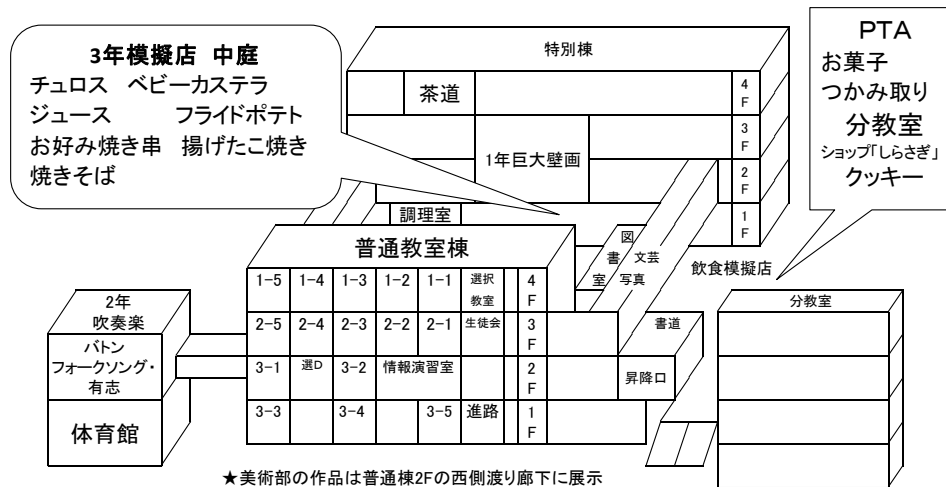 3年模擬店 中庭
チュロス ベビーカステラ
ジュース フライドポテト
お好み焼き串 揚げたこ焼き
焼きそば
特別棟
茶道
4F
3F
1年巨大壁画
2F
1F
調理室
PTA
お菓子
つかみ取り
分教室
ショップ「しらさぎ」
クッキー
図書室
文芸
写真
飲食模擬店
普通教室棟
1-5 1-4 1-3 1-2 1-1 選択教室 4F
2-5 2-4 2-3 2-2 2-1 生徒会 3F
3-1 選D 3-2 情報演習室 2F
3-3 3-4 3-5 進路 1F
書道
昇降口
分教室
2年
吹奏楽
バトン
フォークソング・
有志
体育館
★美術部の作品は普通棟2Fの西側渡り廊下に展示